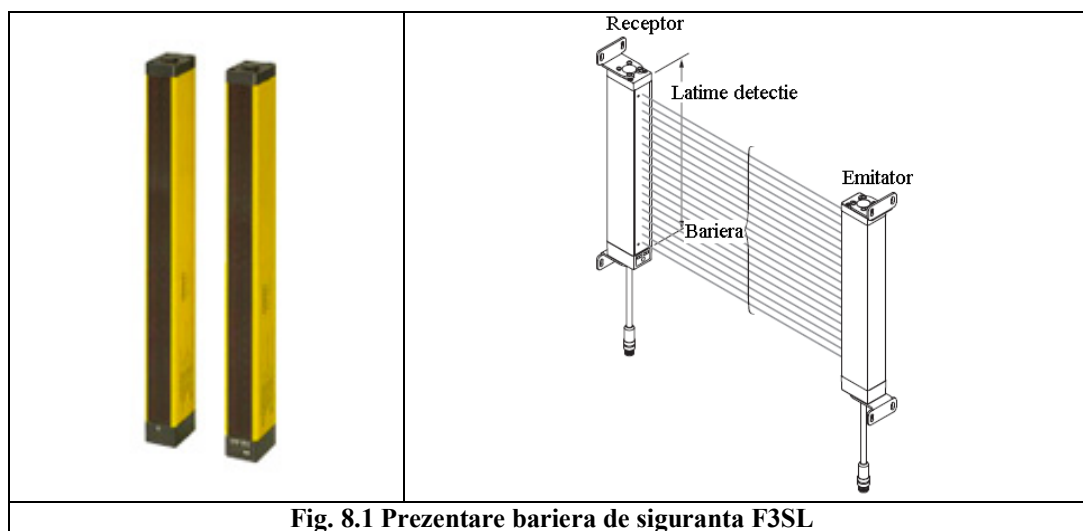 Receptor
Latime detectie
Emitator
Bariera
Fig. 8.1 Prezentare bariera de siguranta F3SL